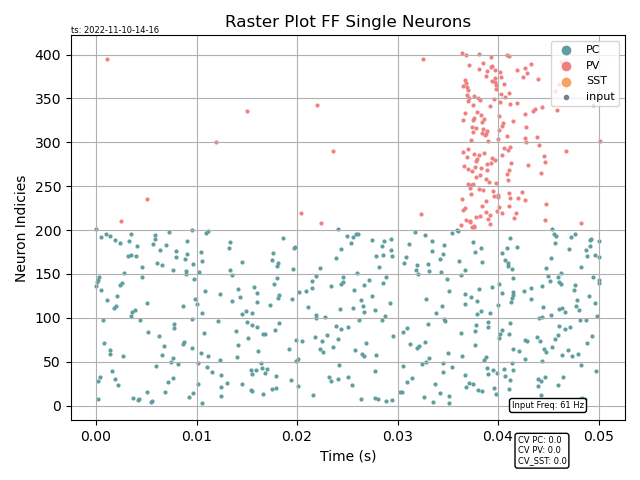 Raster Plot FF Single Neurons
ts: 2022-11-10-14-16
PC
PV
SST
input
400
350
300
250
200
150
100
50
0
Neuron Indicies
0.00
0.01
0.02
0.03
0.04
0.05
Time (s)
Input Freq: 61 Hz
CV PC: 0.0
CV PV: 0.0
CV_SST: 0.0